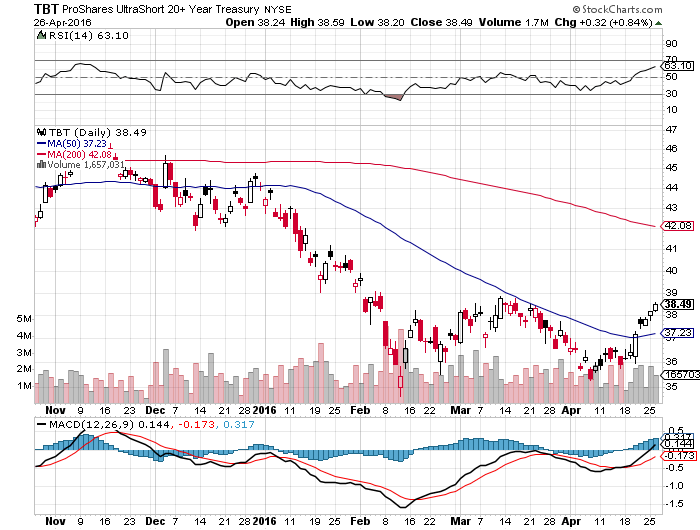 TBT ProShares UltraShort 20+ Year Treasury NYSE © StockCharts.com
26-Apr-2016 Open 38.24 High 38.59 Low 38.20 Close 38.49 Volume 1.7M Chg +0.32 (+0.84%)
RSI(14) 63.10
90
70
63.10
50
30
10
TBT (Daily) 38.49
MA(50) 37.23
MA(200) 42.08
Volume 1,657,031
47
46
45
44
43
42.08
41
40
39
38.49
38
37.23
37
36
35
5M
4M
3M
2M
1M
Nov 9 16 23 Dec 7 14 21 28 2016 11 19 25 Feb 8 16 22 Mar 7 14 21 28 Apr 11 18 25
MACD(12,26,9) 0.144, -0.173, 0.317
0.5
0.317
0.144
-0.173
-0.5
-1.0
-1.5
Nov 9 16 23 Dec 7 14 21 28 2016 11 19 25 Feb 8 16 22 Mar 7 14 21 28 Apr 11 18 25